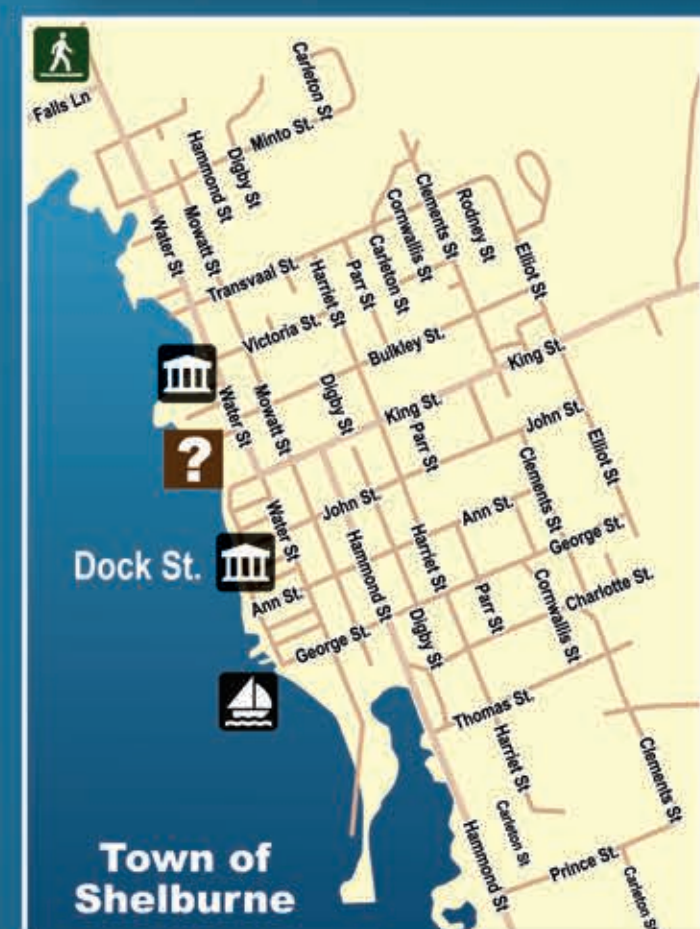 Falls Ln
Carleton St
Minto St.
Hammond St
Digby St
Water St
Mowatt St
Transvaal St.
Harriet St
Parr St
Carleton St
Cornwallis St
Clements St
Rodney St
Elliot St
Victoria St.
Bulkley St.
King St.
Water St
Mowatt St
Digby St
King St.
Parr St
John St.
Elliot St
?
John St.
Ann St.
Clements St
George St.
Water St
Hammond St
Harriet St
Dock St.
Ann St.
Parr St
Cornwallis St
Charlotte St.
George St.
Digby St
Thomas St.
Harriet St
Clements St
Carleton St
Hammond St
Prince St.
Carleton St
Town of
Shelburne